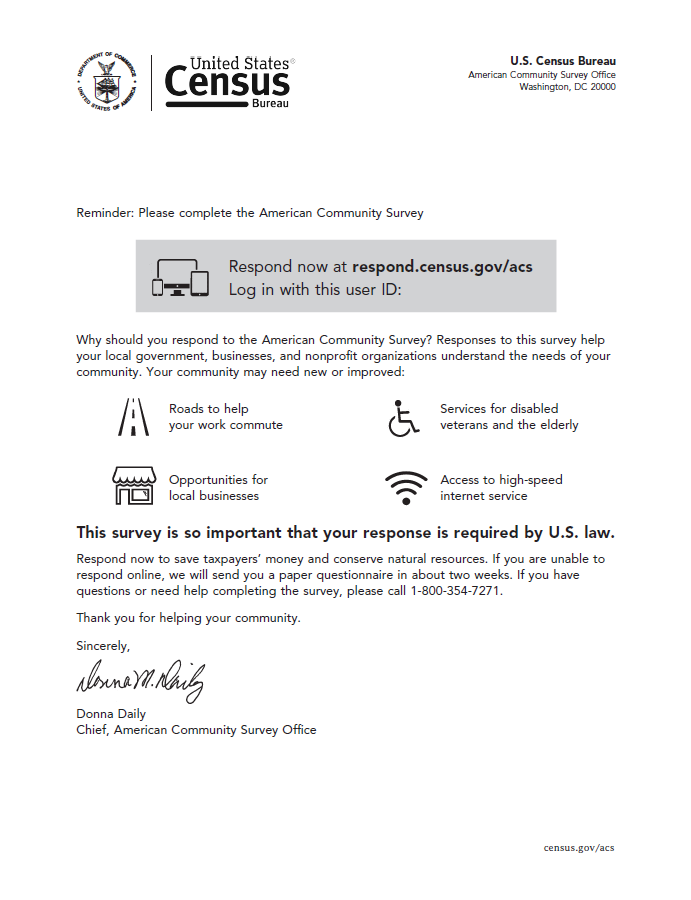 DEPARTMENT OF COMMERCE
UNITED STATES OF AMERICA
United States®
Census
Bureau
U.S. Census Bureau
American Community Survey Office
Washington, DC 20000
Reminder: Please complete the American Community Survey
Respond now at respond.census.gov/acs
Log in with this user ID:
Why should you respond to the American Community Survey? Responses to this survey help
your local government, businesses, and nonprofit organizations understand the needs of your
community. Your community may need new or improved:
Roads to help
your work commute
Services for disabled
veterans and the elderly
Opportunities for
local businesses
Access to high-speed
internet service
This survey is so important that your response is required by U.S. law.
Respond now to save taxpayers’ money and conserve natural resources. If you are unable to
respond online, we will send you a paper questionnaire in about two weeks. If you have
questions or need help completing the survey, please call 1-800-354-7271.
Thank you for helping your community.
Sincerely,
Donna M. Daily
Donna Daily
Chief, American Community Survey Office
census.gov/acs